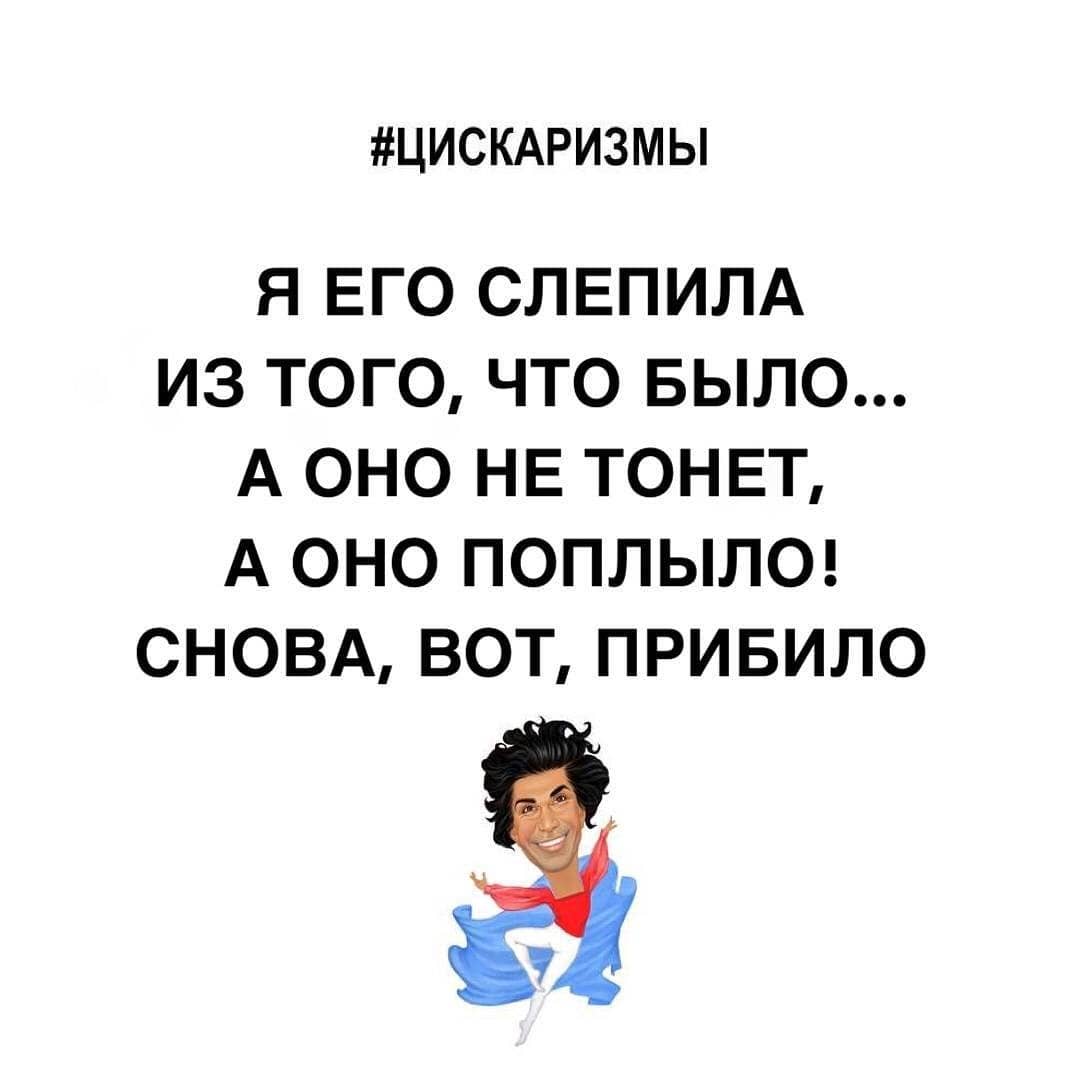 #ЦИСКАРИЗМЫ
Я ЕГО СЛЕПИЛА
ИЗ ТОГО, ЧТО БЫЛО...
А ОНО НЕ ТОНЕТ,
А ОНО ПОПЛЫЛО!
СНОВА, ВОТ, ПРИБИЛО